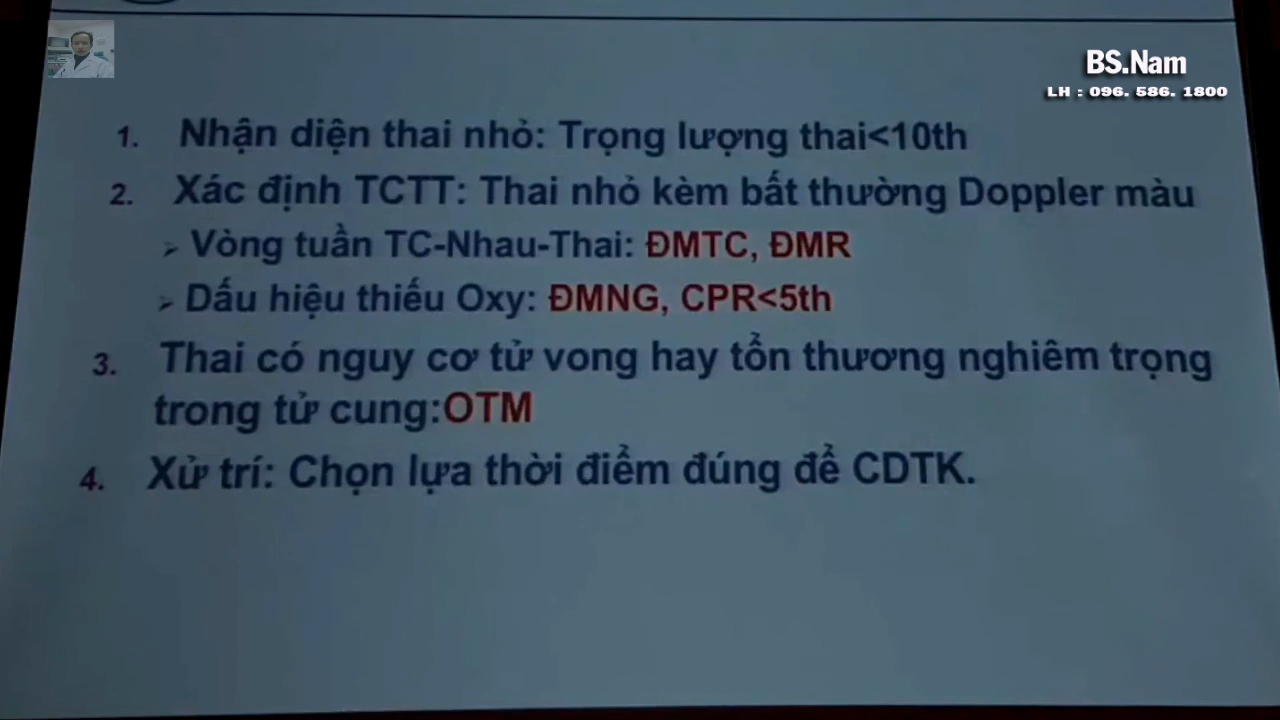 BS.Nam
LH : 096. 586. 1800
1. Nhận diện thai nhỏ: Trọng lượng thai<10th
2. Xác định TCTT: Thai nhỏ kèm bất thường Doppler màu
➢ Vòng tuần TC-Nhau-Thai: ĐMTC, ĐMR
➢ Dấu hiệu thiếu Oxy: ĐMNG, CPR<5th
3. Thai có nguy cơ tử vong hay tổn thương nghiêm trọng
trong tử cung:OTM
4. Xử trí: Chọn lựa thời điểm đúng để CDTK.